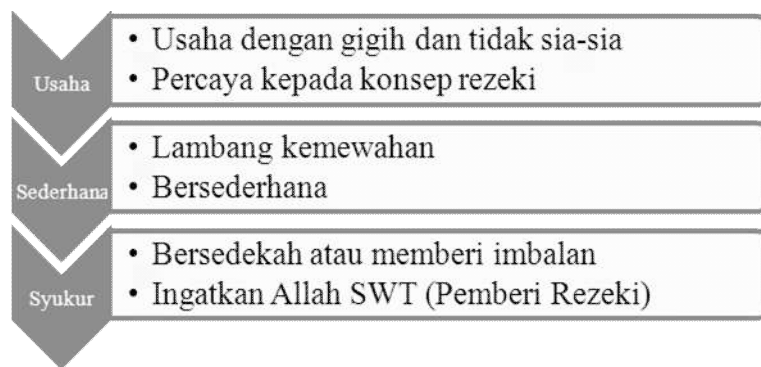 Usaha
• Usaha dengan gigih dan tidak sia-sia
• Percaya kepada konsep rezeki
Sederhana
• Lambang kemewahan
• Bersederhana
Syukur
• Bersedekah atau memberi imbalan
• Ingatkan Allah SWT (Pemberi Rezeki)